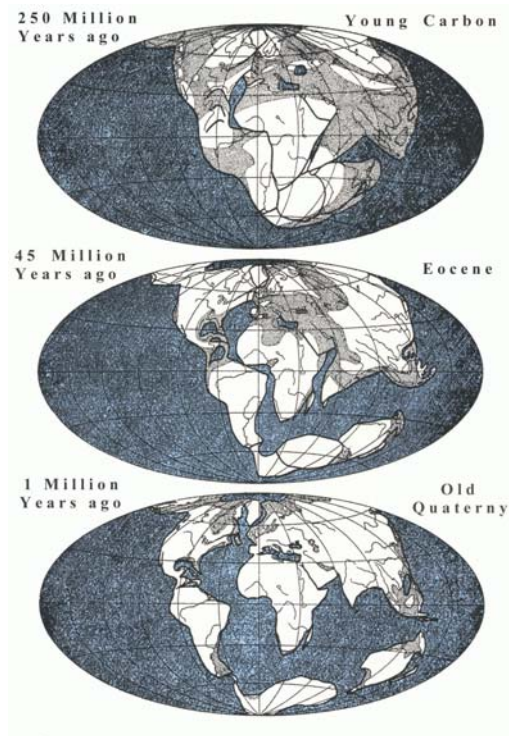 250 Million
Years ago
Young Carbon
45 Million
Years ago
Eocene
1 Million
Years ago
Old
Quaterny